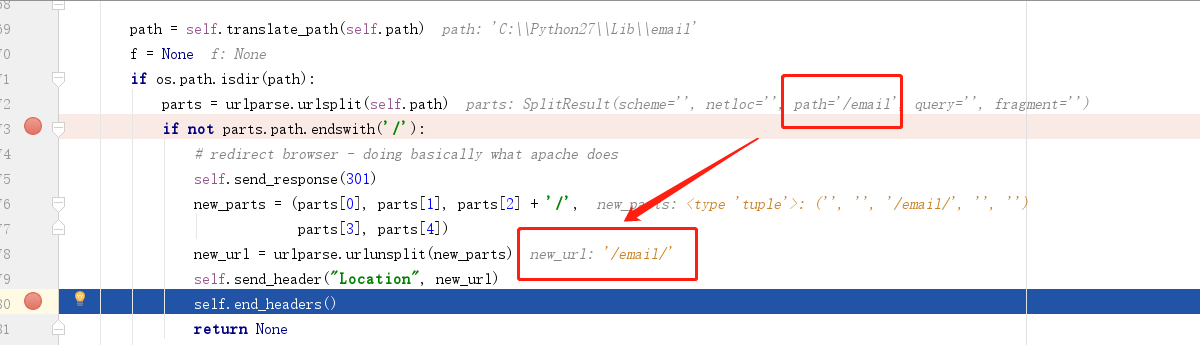 68
69 path = self.translate_path(self.path) path: 'C:\\Python27\\Lib\\email'
70 f = None f: None
71 if os.path.isdir(path):
72 parts = urlparse.urlsplit(self.path) parts: SplitResult(scheme='', netloc='', path='/email', query='', fragment='')
73 if not parts.path.endswith('/'):
74 # redirect browser - doing basically what apache does
75 self.send_response(301)
76 new_parts = (parts[0], parts[1], parts[2] + '/', new_parts: <type 'tuple'>: ('', '', '/email/', '', '')
77 parts[3], parts[4])
78 new_url = urlparse.urlunsplit(new_parts) new_url: '/email/'
79 self.send_header("Location", new_url)
80 self.end_headers()
81 return None